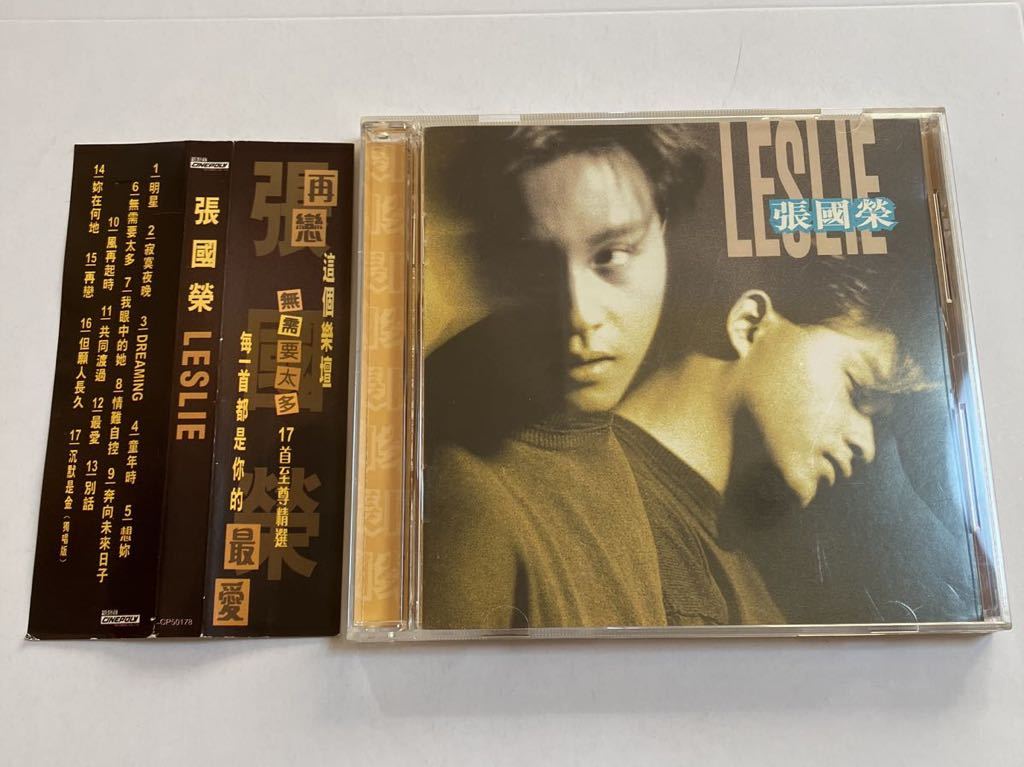 1 明星 2 寂寞夜晚 3 DREAMING 4 童年時 5 想妳
6 無需要太多 7 我眼中的她 8 情難自控 9 奔向未來日子
10 風再起時 11 共同渡過 12 最愛 13 別話
14 妳在何地 15 再戀 16 但願人長久 17 沉默是金(獨唱版)
CINEPOLY
CINEPOLY
張國榮 LESLIE
-CP50178
張國榮
再戀
這個樂壇
無需要太多
17首至尊精選
每一首都是你的
最愛
LESLIE
張國榮